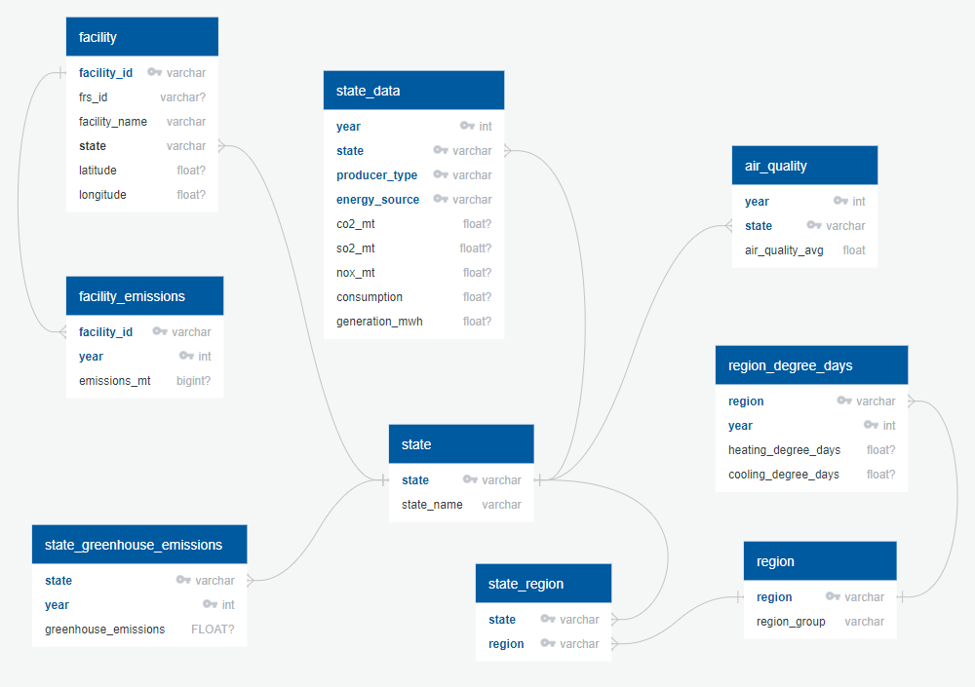 facility
facility_id varchar
frs_id varchar?
facility_name varchar
state varchar
latitude float?
longitude float?
state_data
year int
state varchar
producer_type varchar
energy_source varchar
co2_mt float?
so2_mt floatt?
nox_mt float?
consumption float?
generation_mwh float?
air_quality
year int
state varchar
air_quality_avg float
facility_emissions
facility_id varchar
year int
emissions_mt bigint?
region_degree_days
region varchar
year int
heating_degree_days float?
cooling_degree_days float?
state
state varchar
state_name varchar
state_greenhouse_emissions
state varchar
year int
greenhouse_emissions FLOAT?
state_region
state varchar
region varchar
region
region varchar
region_group varchar